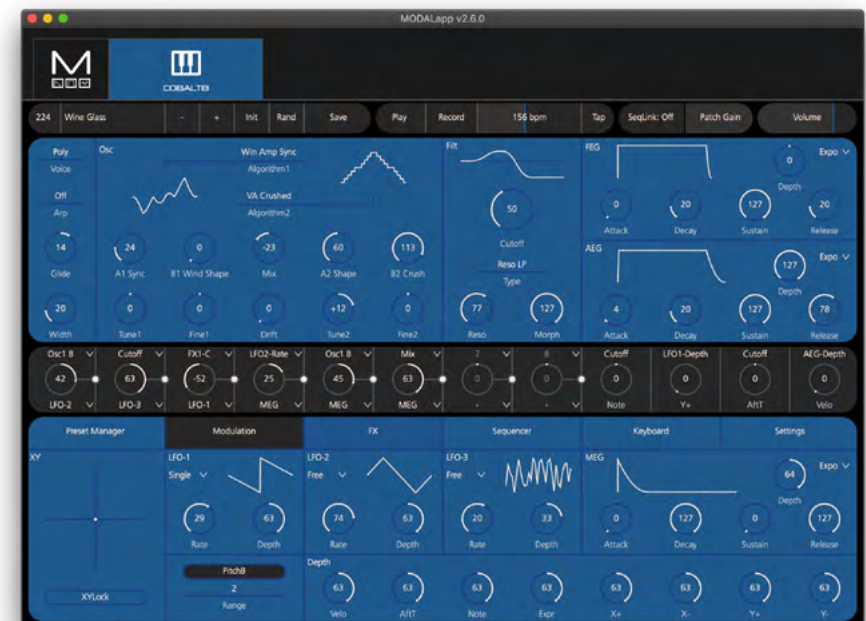 MODALapp v2.6.0
M
COBALT8
224 Wine Glass - + Init Rand Save Play Record 156 bpm Tap SeqLink: Off Patch Gain Volume
Poly Osc Win Amp Sync Filt FEG 0 Expo
Voice Algorithm1 Depth
Off VA Crushed 50 0 20 127 20
Arp Algorithm2 Cutoff Attack Decay Sustain Release
14 24 0 -23 60 113 Reso LP AEG 127 Expo
Glide A1 Sync B1 Wind Shape Mix A2 Shape B2 Crush Type Depth
20 0 0 0 +12 0 77 127 4 20 127 78
Width Tune1 Fine1 Drift Tune2 Fine2 Reso Morph Attack Decay Sustain Release
Osc1 B Cutoff FX1-C LFO2-Rate Osc1 B Mix 7 8 Cutoff LFO1-Depth Cutoff AEG-Depth
42 63 -52 25 45 63 0 0 0 0 0 0
LFO-2 LFO-3 LFO-1 MEG MEG MEG - - Note Y+ AftT Velo
Preset Manager Modulation FX Sequencer Keyboard Settings
XY LFO-1 LFO-2 LFO-3 MEG 64 Expo
Single Free Free Depth
29 63 74 63 20 33 0 127 0 127
Rate Depth Rate Depth Rate Depth Attack Decay Sustain Release
PitchB Depth
2 63 63 63 63 63 63 63 63
XYLock Range Velo AftT Note Expr X+ X- Y+ Y-